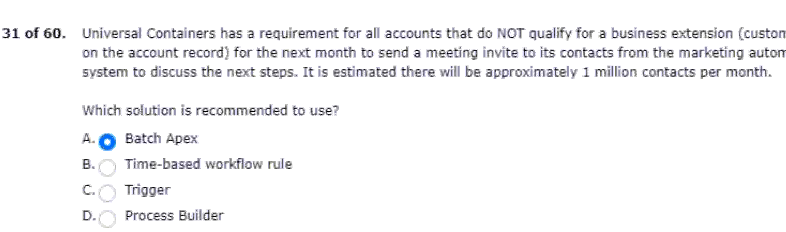 31 of 60. Universal Containers has a requirement for all accounts that do NOT qualify for a business extension (custom
on the account record) for the next month to send a meeting invite to its contacts from the marketing autom
system to discuss the next steps. It is estimated there will be approximately 1 million contacts per month.
Which solution is recommended to use?
A. Batch Apex
B. Time-based workflow rule
C. Trigger
D. Process Builder